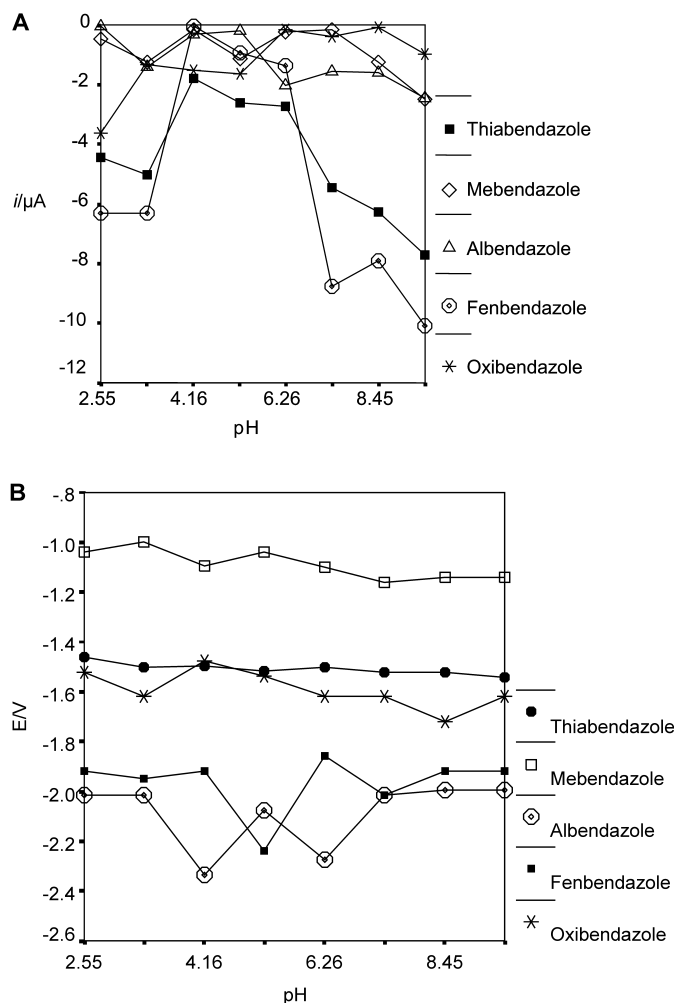 A
0
-2
-4
-6
-8
-10
-12
i/µA
2.55 4.16 6.26 8.45
pH
Thiabendazole
Mebendazole
Albendazole
Fenbendazole
Oxibendazole
B
-.8
-1.0
-1.2
-1.4
-1.6
-1.8
-2.0
-2.2
-2.4
-2.6
E/V
2.55 4.16 6.26 8.45
pH
Thiabendazole
Mebendazole
Albendazole
Fenbendazole
Oxibendazole